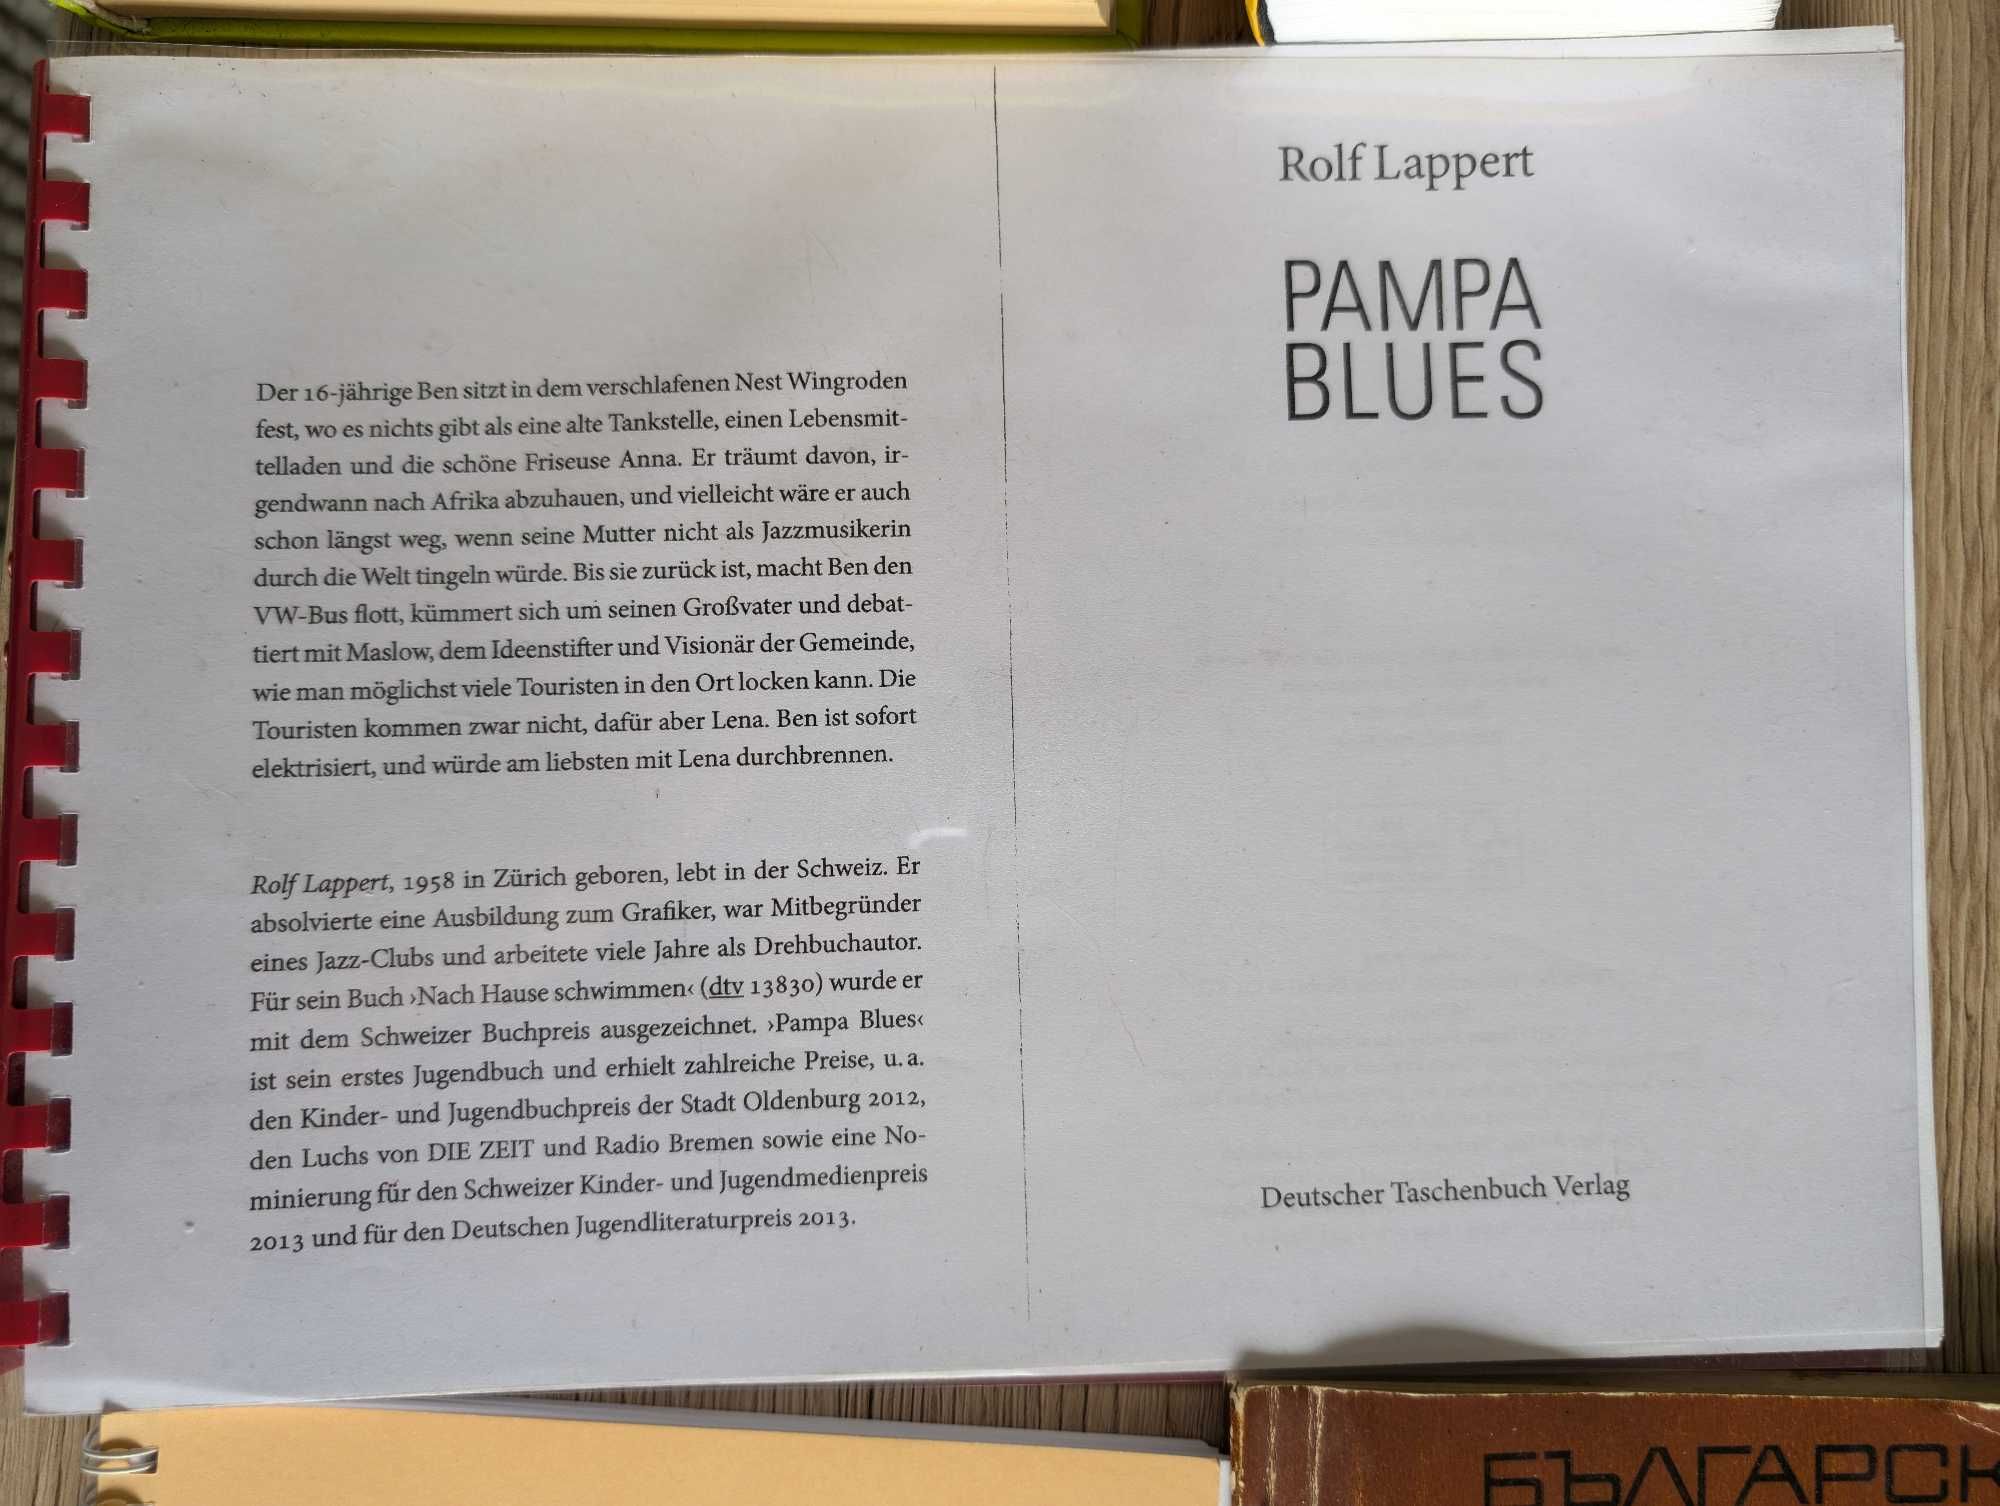 Der 16-jährige Ben sitzt in dem verschlafenen Nest Wingroden
fest, wo es nichts gibt als eine alte Tankstelle, einen Lebensmit-
telladen und die schöne Friseuse Anna. Er träumt davon, ir-
gendwann nach Afrika abzuhauen, und vielleicht wäre er auch
schon längst weg, wenn seine Mutter nicht als Jazzmusikerin
durch die Welt tingeln würde. Bis sie zurück ist, macht Ben den
VW-Bus flott, kümmert sich um seinen Großvater und debat-
tiert mit Maslow, dem Ideenstifter und Visionär der Gemeinde,
wie man möglichst viele Touristen in den Ort locken kann. Die
Touristen kommen zwar nicht, dafür aber Lena. Ben ist sofort
elektrisiert, und würde am liebsten mit Lena durchbrennen.
Rolf Lappert, 1958 in Zürich geboren, lebt in der Schweiz. Er
absolvierte eine Ausbildung zum Grafiker, war Mitbegründer
eines Jazz-Clubs und arbeitete viele Jahre als Drehbuchautor.
Für sein Buch ›Nach Hause schwimmen‹ (dtv 13830) wurde er
mit dem Schweizer Buchpreis ausgezeichnet. ›Pampa Blues‹
ist sein erstes Jugendbuch und erhielt zahlreiche Preise, u. a.
den Kinder- und Jugendbuchpreis der Stadt Oldenburg 2012,
den Luchs von DIE ZEIT und Radio Bremen sowie eine No-
minierung für den Schweizer Kinder- und Jugendmedienpreis
2013 und für den Deutschen Jugendliteraturpreis 2013.
Rolf Lappert
PAMPA
BLUES
Deutscher Taschenbuch Verlag
БЪЛГАРСК